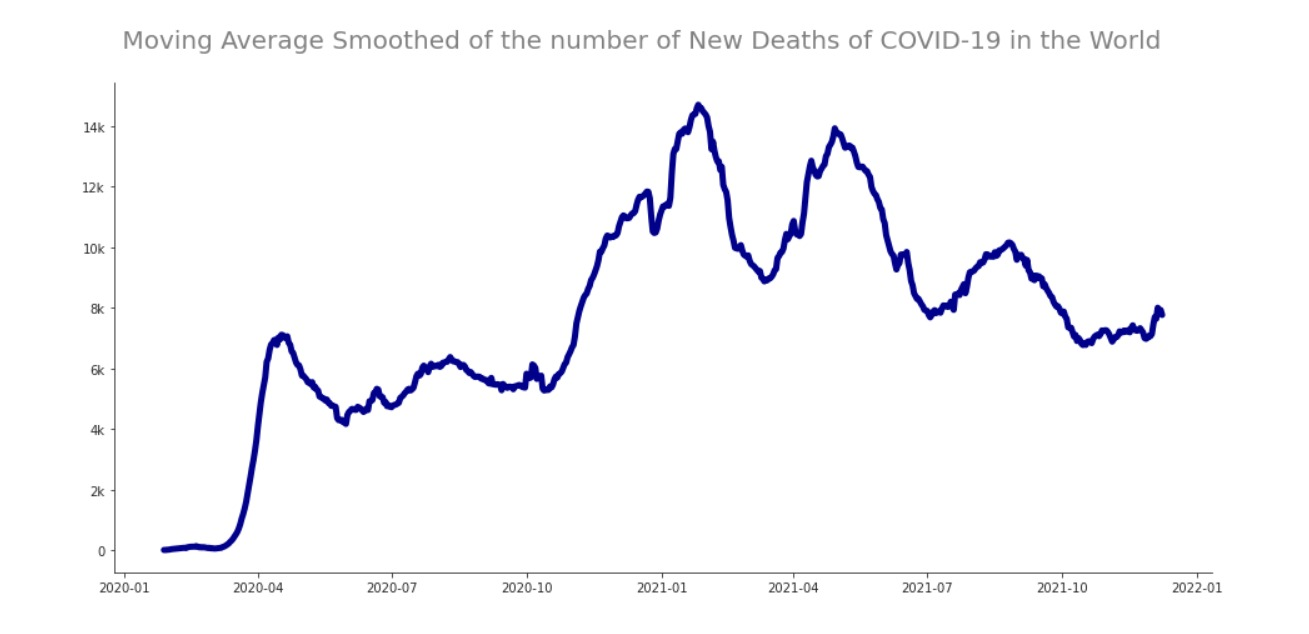 Moving Average Smoothed of the number of New Deaths of COVID-19 in the World
14k
12k
10k
8k
6k
4k
2k
0
2020-01 2020-04 2020-07 2020-10 2021-01 2021-04 2021-07 2021-10 2022-01